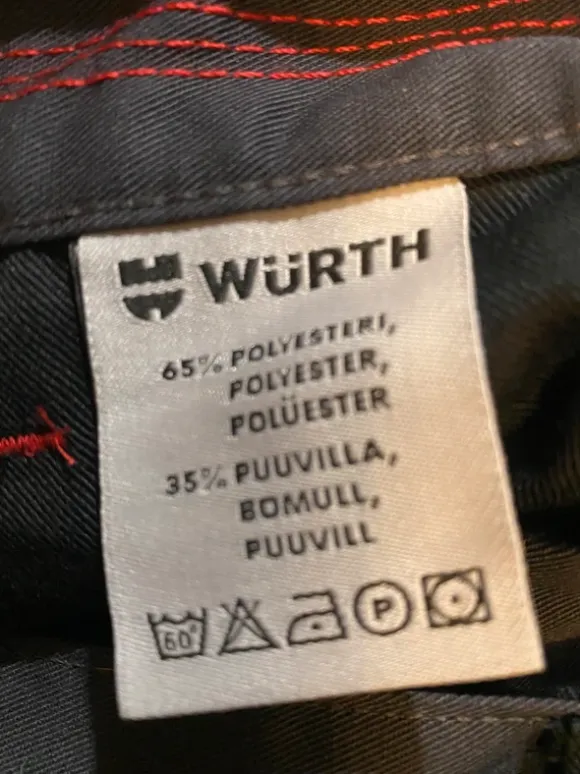 WÜRTH
65% POLYESTERI,
POLYESTER,
POLÜESTER
35% PUUVILLA,
BOMULL,
PUUVILL
60° P